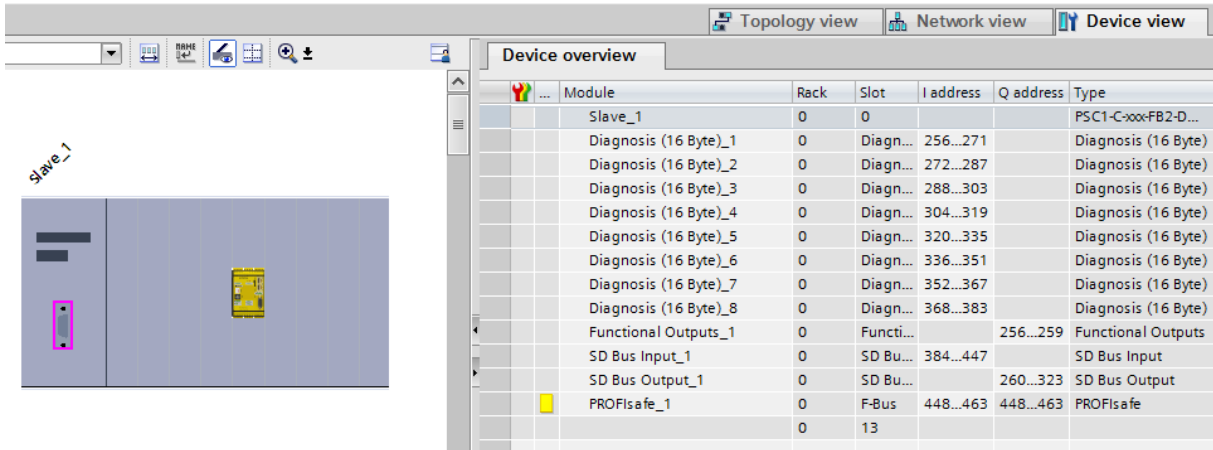 Topology view Network view Device view
NAME
Device overview
... Module Rack Slot I address Q address Type
Slave_1 0 0 PSC1-C-xxx-FB2-D...
Diagnosis (16 Byte)_1 0 Diagn... 256...271 Diagnosis (16 Byte)
Diagnosis (16 Byte)_2 0 Diagn... 272...287 Diagnosis (16 Byte)
Diagnosis (16 Byte)_3 0 Diagn... 288...303 Diagnosis (16 Byte)
Diagnosis (16 Byte)_4 0 Diagn... 304...319 Diagnosis (16 Byte)
Diagnosis (16 Byte)_5 0 Diagn... 320...335 Diagnosis (16 Byte)
Diagnosis (16 Byte)_6 0 Diagn... 336...351 Diagnosis (16 Byte)
Diagnosis (16 Byte)_7 0 Diagn... 352...367 Diagnosis (16 Byte)
Diagnosis (16 Byte)_8 0 Diagn... 368...383 Diagnosis (16 Byte)
Functional Outputs_1 0 Functi... 256...259 Functional Outputs
SD Bus Input_1 0 SD Bu... 384...447 SD Bus Input
SD Bus Output_1 0 SD Bu... 260...323 SD Bus Output
PROFIsafe_1 0 F-Bus 448...463 448...463 PROFIsafe
0 13
Slave_1